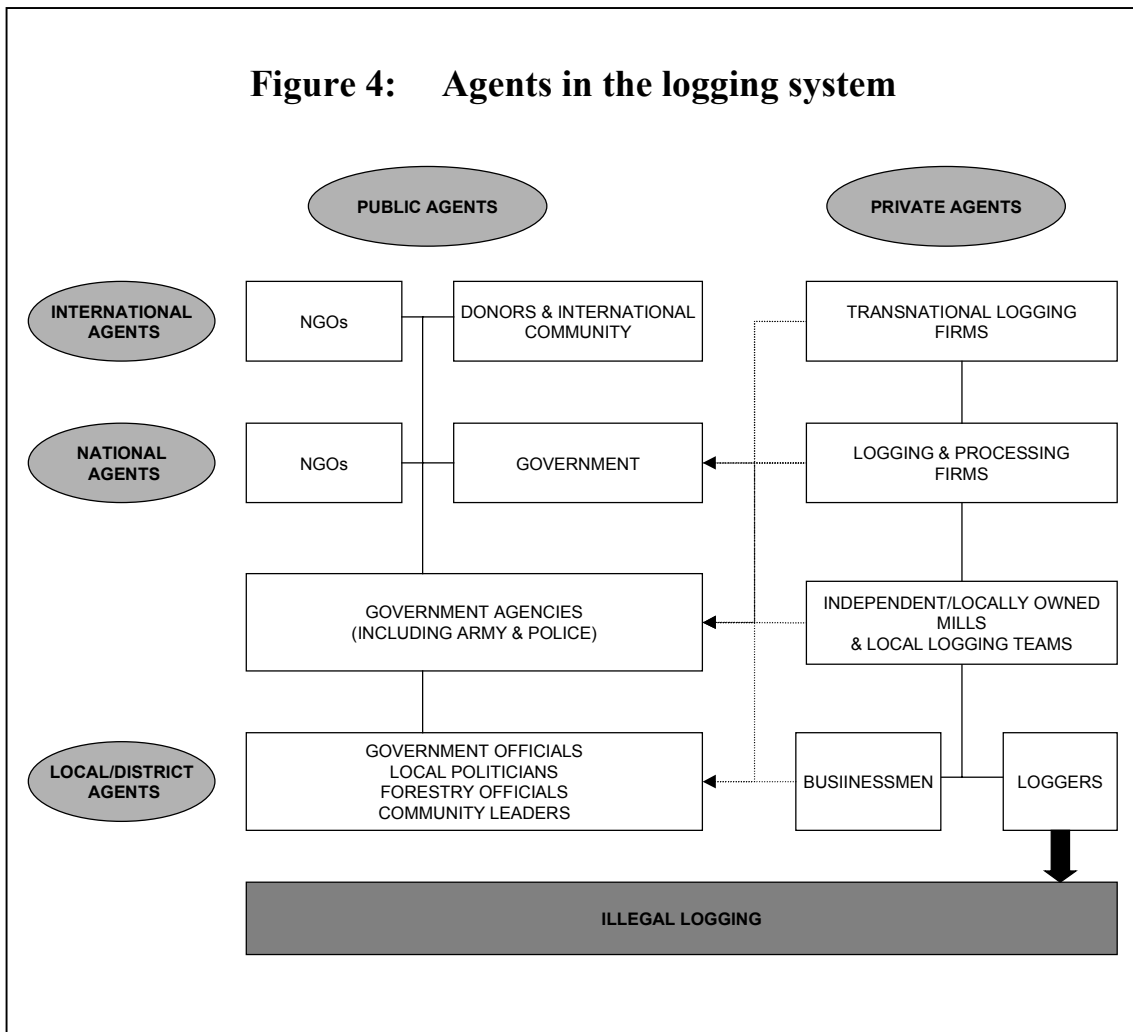 Figure 4: Agents in the logging system
PUBLIC AGENTS
PRIVATE AGENTS
INTERNATIONAL
AGENTS
NGOs
DONORS & INTERNATIONAL
COMMUNITY
TRANSNATIONAL LOGGING
FIRMS
NATIONAL
AGENTS
NGOs
GOVERNMENT
LOGGING & PROCESSING
FIRMS
GOVERNMENT AGENCIES
(INCLUDING ARMY & POLICE)
INDEPENDENT/LOCALLY OWNED
MILLS
& LOCAL LOGGING TEAMS
LOCAL/DISTRICT
AGENTS
GOVERNMENT OFFICIALS
LOCAL POLITICIANS
FORESTRY OFFICIALS
COMMUNITY LEADERS
BUSIINESSMEN
LOGGERS
ILLEGAL LOGGING